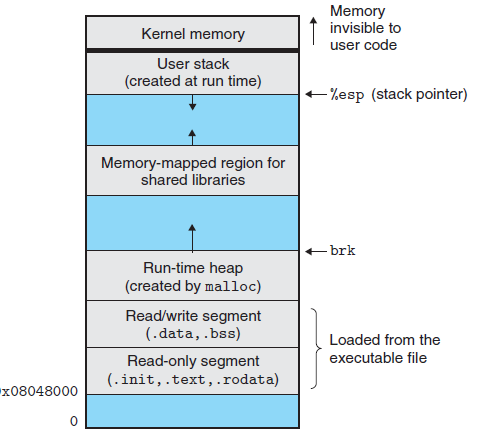 Memory
invisible to
user code
Kernel memory
User stack
(created at run time)
%esp (stack pointer)
Memory-mapped region for
shared libraries
brk
Run-time heap
(created by malloc)
Read/write segment
(.data,.bss)
Loaded from the
executable file
Read-only segment
(.init,.text,.rodata)
x08048000
0